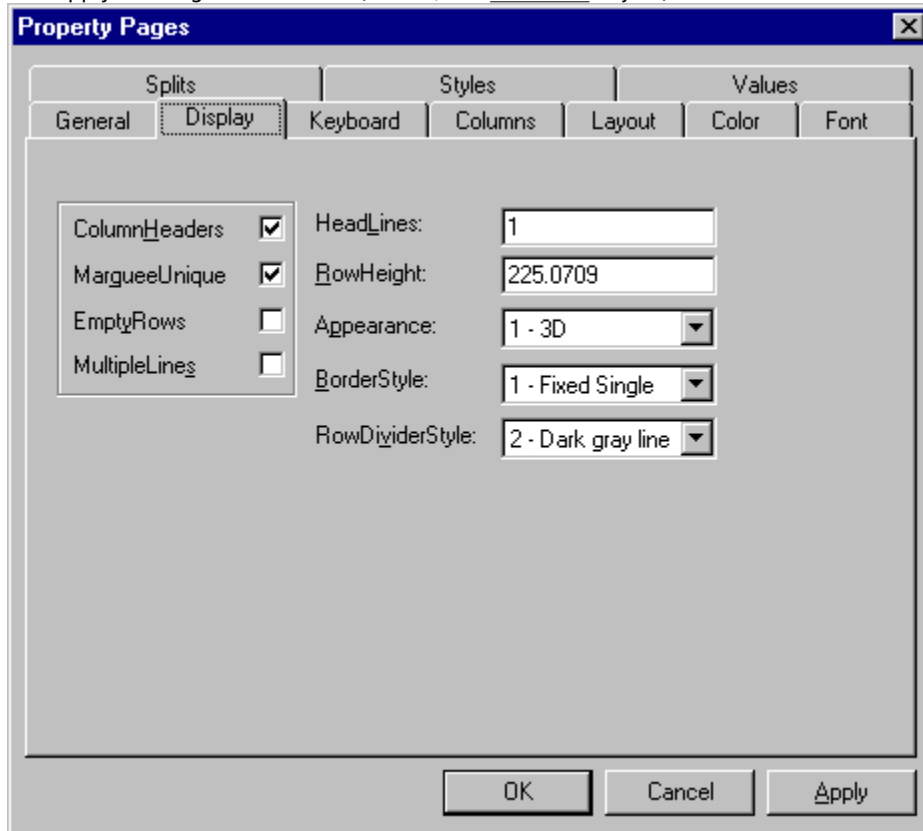 Property Pages
Splits Styles Values
General Display Keyboard Columns Layout Color Font
ColumnHeaders HeadLines: 1
MargueeUnique RowHeight: 225.0709
EmptyRows Appearance: 1 - 3D
MultipleLines BorderStyle: 1 - Fixed Single
RowDividerStyle: 2 - Dark gray line
OK Cancel Apply